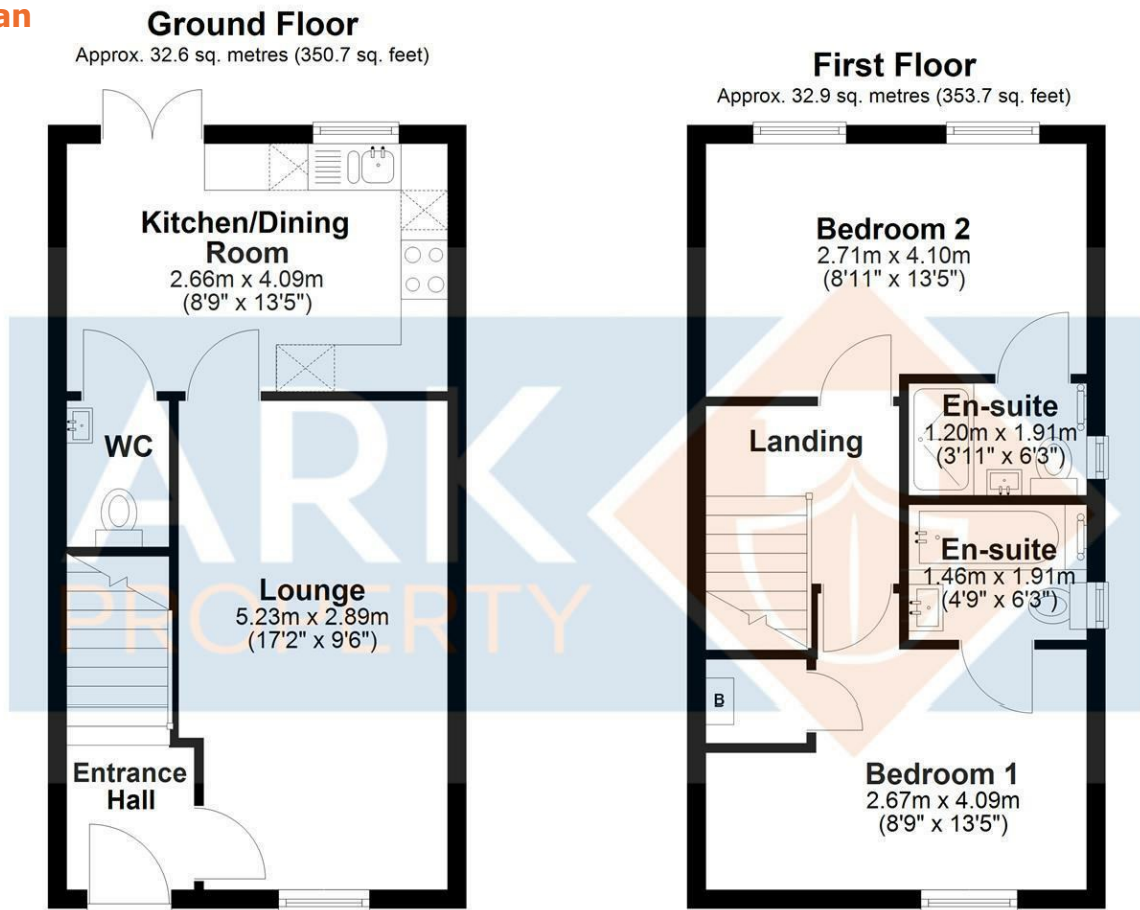 an
Ground Floor
Approx. 32.6 sq. metres (350.7 sq. feet)
Kitchen/Dining
Room
2.66m x 4.09m
(8'9" x 13'5")
WC
Lounge
5.23m x 2.89m
(17'2" x 9'6")
Entrance
Hall
First Floor
Approx. 32.9 sq. metres (353.7 sq. feet)
Bedroom 2
2.71m x 4.10m
(8'11" x 13'5")
Landing
En-suite
1.20m x 1.91m
(3'11" x 6'3")
En-suite
1.46m x 1.91m
(4'9" x 6'3")
B
Bedroom 1
2.67m x 4.09m
(8'9" x 13'5")
ARK
PROPERTY